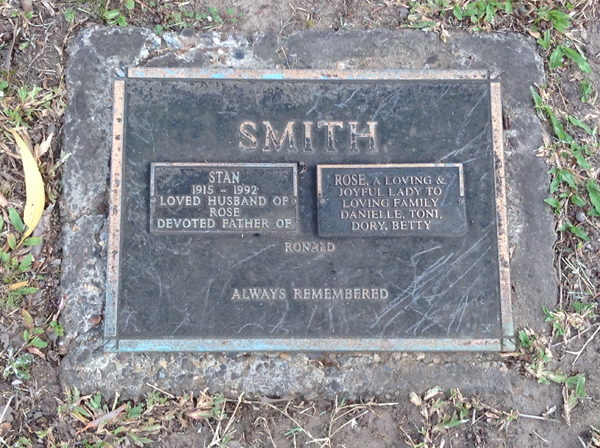 SMITH
STAN
1915 - 1992
LOVED HUSBAND OF
ROSE
DEVOTED FATHER OF
ROSE, A LOVING &
JOYFUL LADY TO
LOVING FAMILY
DANIELLE, TONI,
DORY, BETTY
RONALD
ALWAYS REMEMBERED